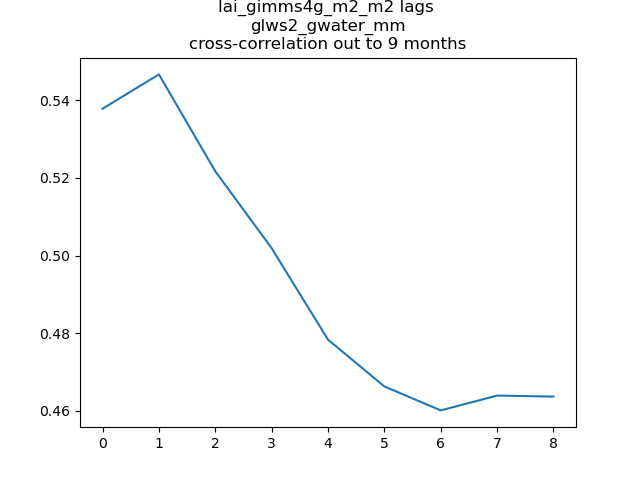 lai_gimms4g_m2_m2 lags
glws2_gwater_mm
cross-correlation out to 9 months
0.54
0.52
0.50
0.48
0.46
0 1 2 3 4 5 6 7 8